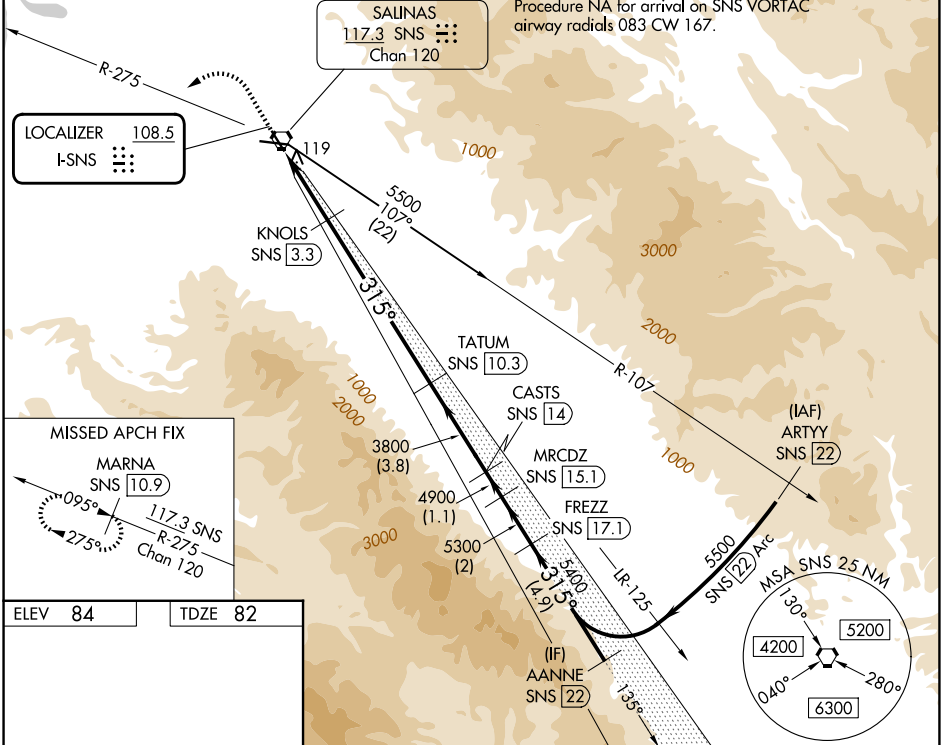 SALINAS
117.3 SNS
Chan 120
Procedure NA for arrival on SNS VORTAC
airway radials 083 CW 167.
R-275
LOCALIZER 108.5
I-SNS
119
1000
5500
107°
(22)
KNOLS
SNS 3.3
3000
315°
2000
TATUM
SNS 10.3
R-107
1000
2000
CASTS
SNS 14
(IAF)
ARTYY
SNS 22
MISSED APCH FIX
MARNA
SNS 10.9
095°
275°
117.3 SNS
R-275
Chan 120
3800
(3.8)
MRCDZ
SNS 15.1
1000
4900
(1.1)
FREZZ
SNS 17.1
3000
5300
(2)
5400
(4.9)
315°
LR-125
5500
SNS 22 Arc
MSA SNS 25 NM
130°
4200
5200
040°
280°
6300
ELEV 84
TDZE 82
(IF)
AANNE
SNS 22
135°